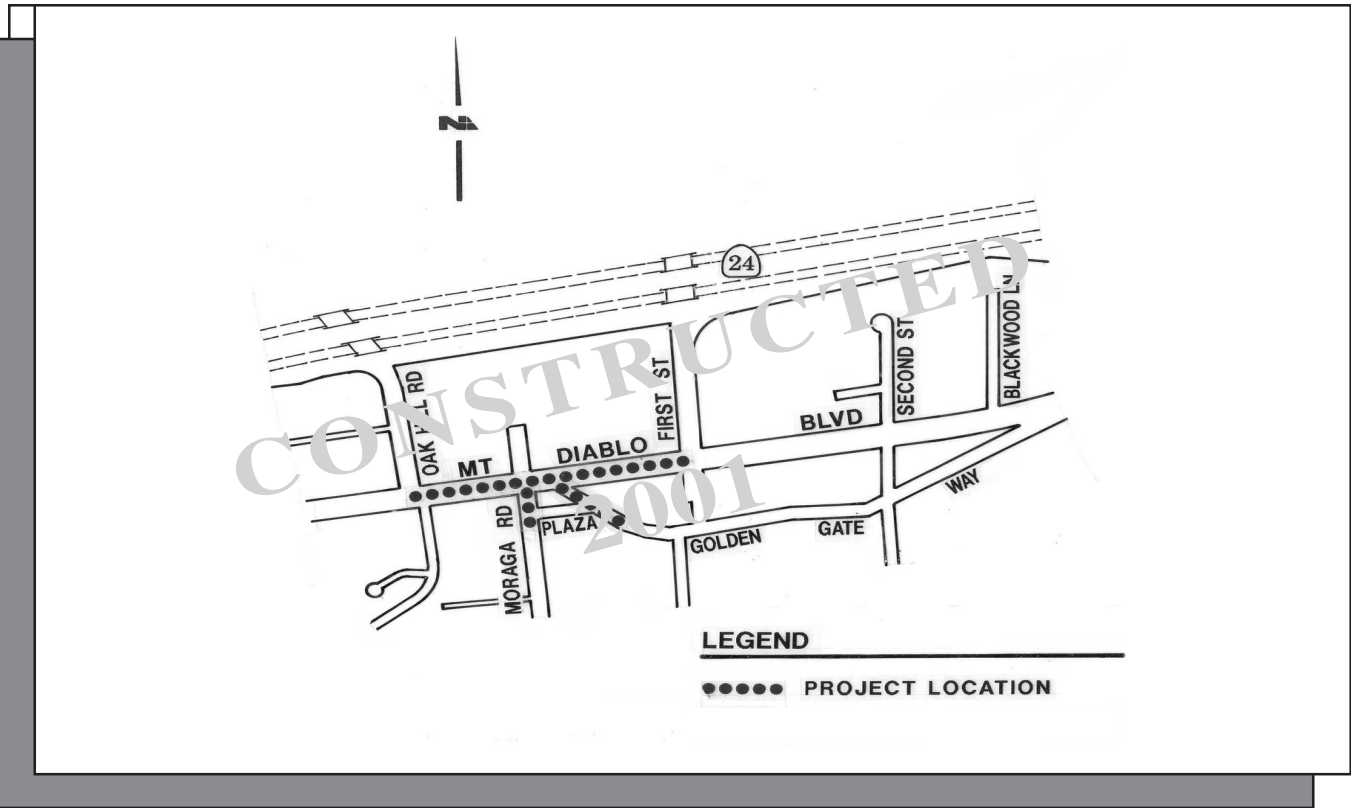 N
24
CONSTRUCTED
2001
OAK HILL RD
MT DIABLO BLVD
FIRST ST
SECOND ST
BLACKWOOD LN
MORAGA RD
PLAZA
GOLDEN GATE WAY
LEGEND
PROJECT LOCATION